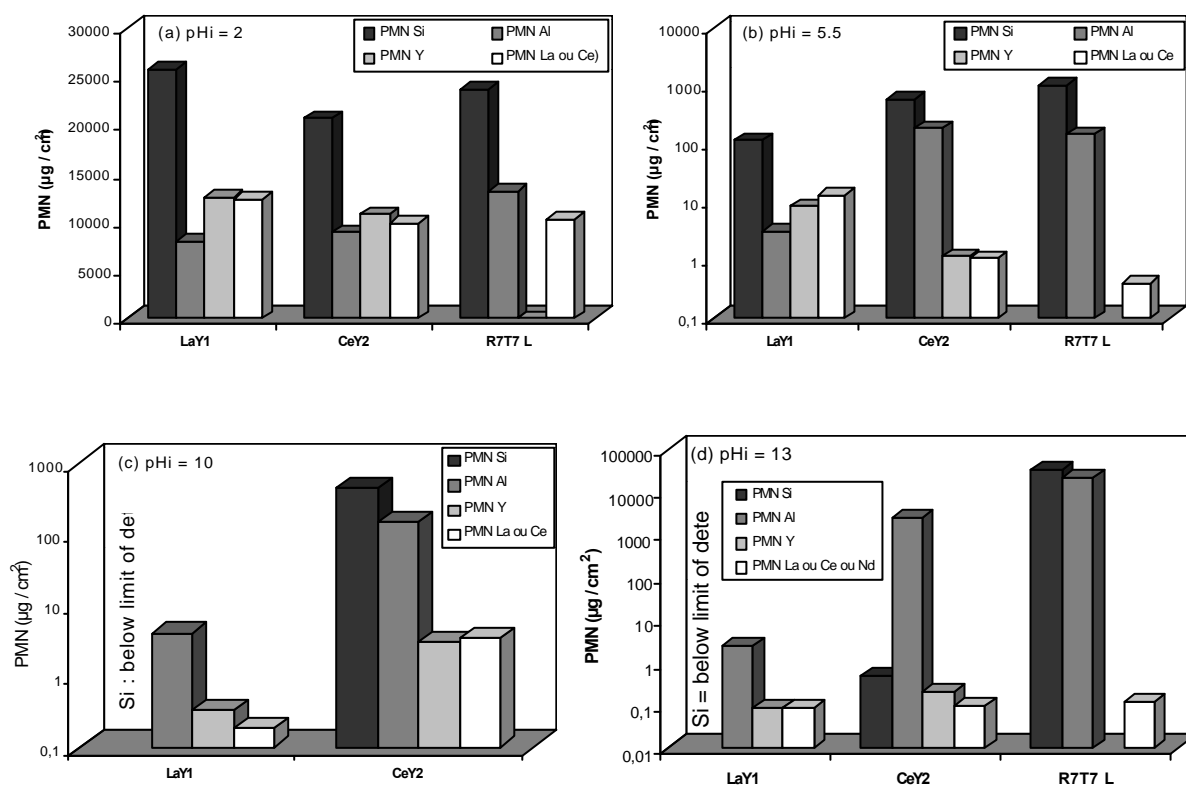 (a) pHi = 2
PMN Si
PMN Al
PMN Y
PMN La ou Ce)
PMN (µg / cm²)
30000
25000
20000
15000
10000
5000
0
LaY1
CeY2
R7T7 L
(b) pHi = 5.5
PMN Si
PMN Al
PMN Y
PMN La ou Ce
PMN (µg / cm²)
10000
1000
100
10
1
0,1
LaY1
CeY2
R7T7 L
(c) pHi = 10
PMN Si
PMN Al
PMN Y
PMN La ou Ce
PMN (µg / cm²)
1000
100
10
1
0,1
Si : below limit of det
LaY1
CeY2
(d) pHi = 13
PMN Si
PMN Al
PMN Y
PMN La ou Ce ou Nd
PMN (µg/cm²)
100000
10000
1000
100
10
1
0,1
0,01
Si = below limit of dete
LaY1
CeY2
R7T7 L